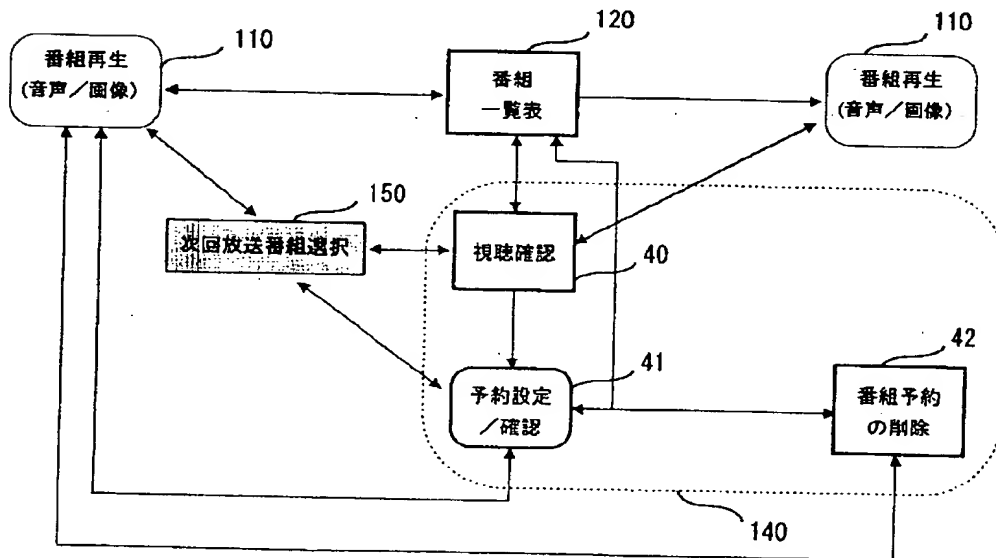 110
番組再生
(音声／画像)
120
番組
一覧表
110
番組再生
(音声／画像)
150
次回放送番組選択
視聴確認
40
41
予約設定
／確認
42
番組予約
の削除
140